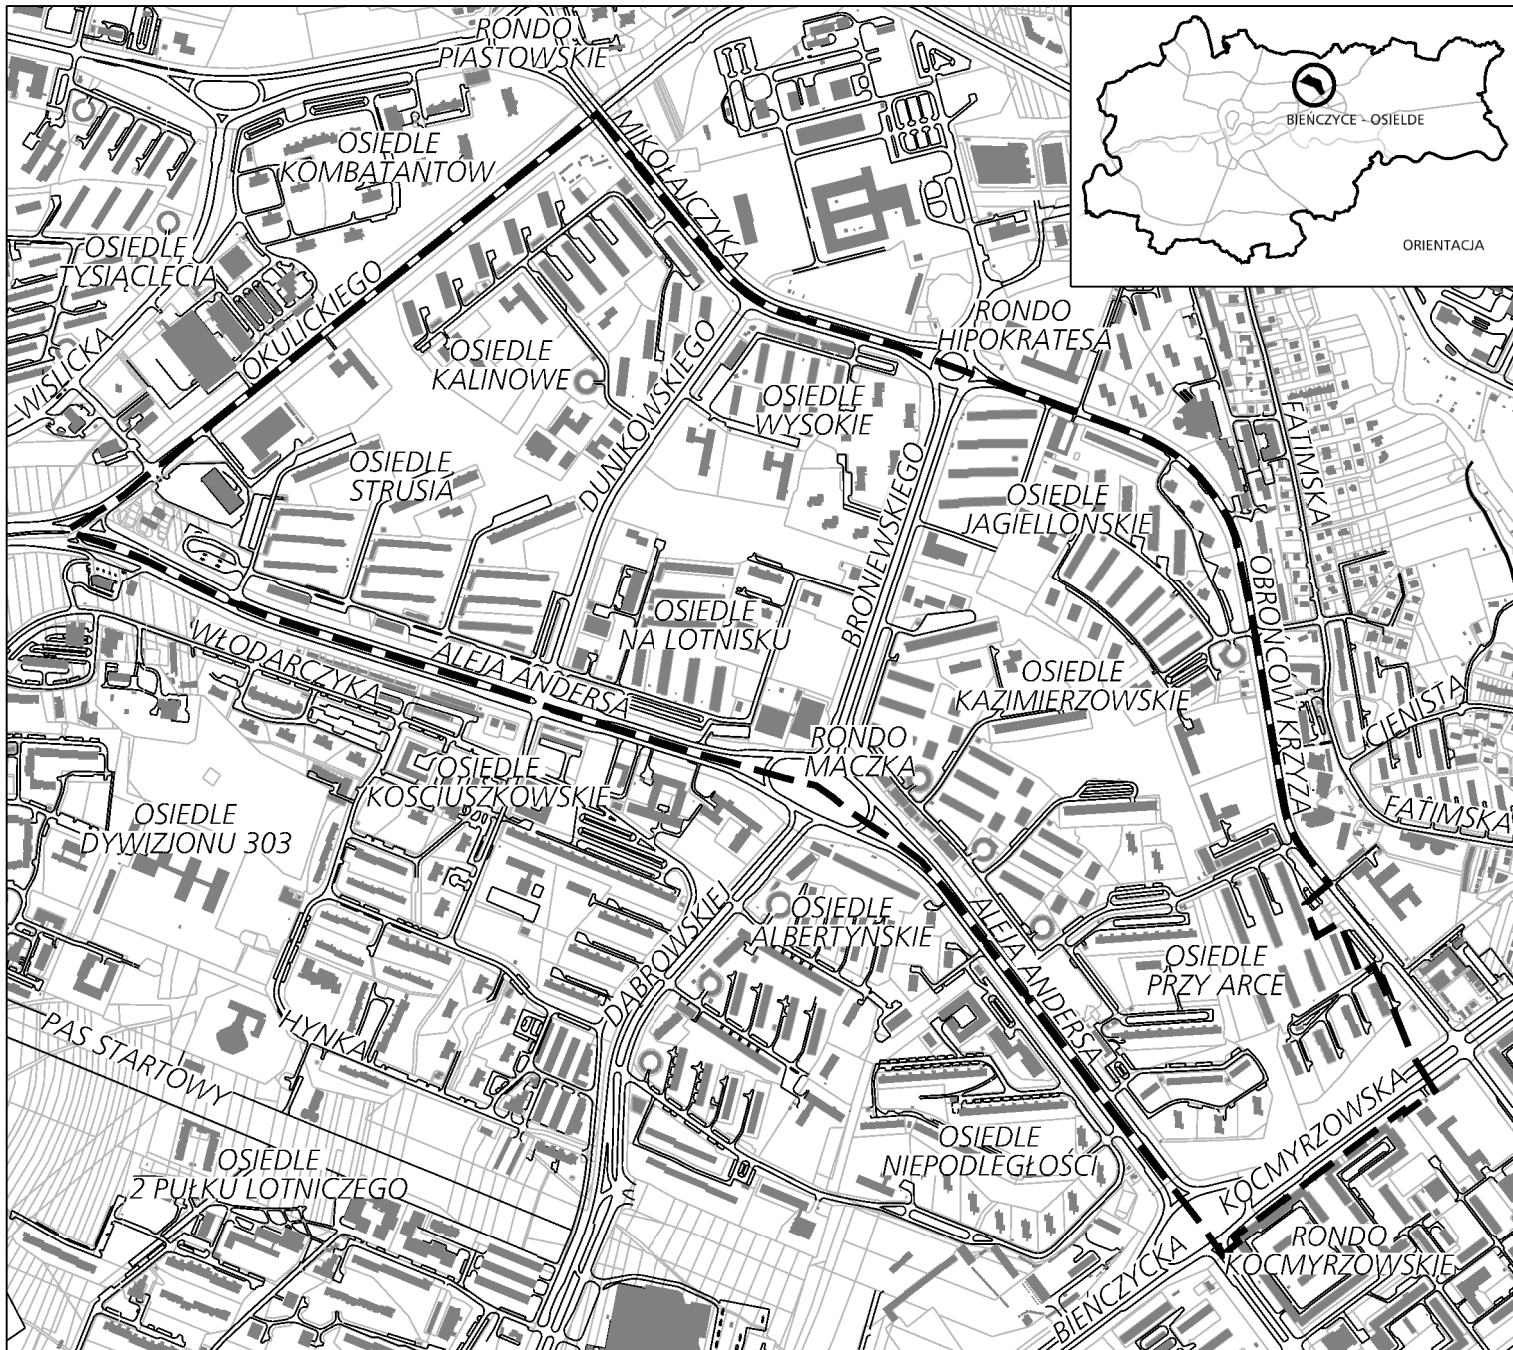 RONDO
PIASTOWSKIE
BIEŃCZYCE - OSIELDE
ORIENTACJA
MIKOŁAJCZYKA
OSIEDLE
KOMBATANTÓW
OSIEDLE
TYSIĄCLECIA
OKULICKIEGO
WIŚLICKA
OSIEDLE
KALINOWE
DUNIKOWSKIEGO
RONDO
HIPOKRATESA
OSIEDLE
WYSOKIE
FATIMSKA
OSIEDLE
STRUSIA
BRONIEWSKIEGO
OSIEDLE
JAGIELLOŃSKIE
OBROŃCÓW KRZYŻA
OSIEDLE
NA LOTNISKU
WŁODARCZYKA
ALEJA ANDERSA
OSIEDLE
KAZIMIERZOWSKIE
CIENISTA
RONDO
MACZKA
OSIEDLE
KOŚCIUSZKOWSKIE
FATIMSKA
OSIEDLE
DYWIZJONU 303
DĄBROWSKIEJ
OSIEDLE
ALBERTYŃSKIE
ALEJA ANDERSA
OSIEDLE
PRZY ARCE
HYNKA
PAS STARTOWY
KOCMYRZOWSKA
OSIEDLE
NIEPODLEGŁOŚCI
OSIEDLE
2 PUŁKU LOTNICZEGO
BIEŃCZYCKA
RONDO
KOCMYRZOWSKIE